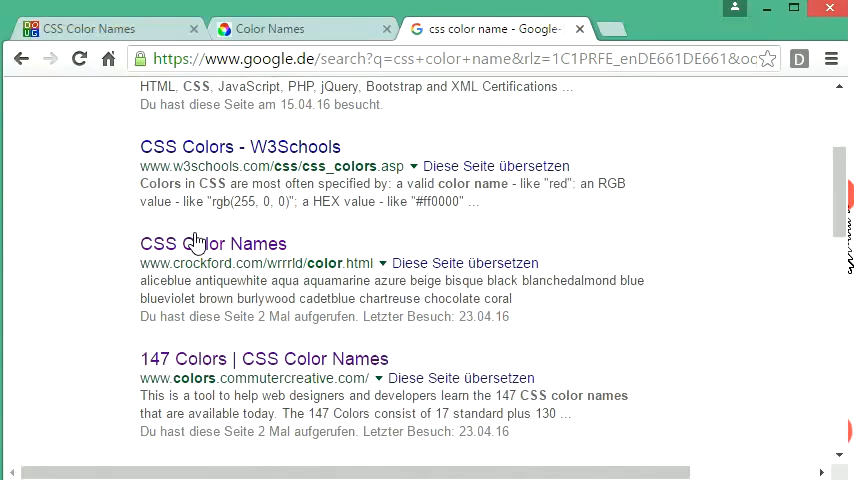 CSS Color Names
Color Names
css color name - Google-
https://www.google.de/search?q=css+color+name&rlz=1C1PRFE_enDE661DE661&oq
HTML, CSS, JavaScript, PHP, jQuery, Bootstrap and XML Certifications ...
Du hast diese Seite am 15.04.16 besucht.
CSS Colors - W3Schools
www.w3schools.com/css/css_colors.asp Diese Seite übersetzen
Colors in CSS are most often specified by: a valid color name - like "red"; an RGB
value - like "rgb(255, 0, 0)"; a HEX value - like "#ff0000" ...
CSS Color Names
www.crockford.com/wrrrld/color.html Diese Seite übersetzen
aliceblue antiquewhite aqua aquamarine azure beige bisque black blanchedalmond blue
blueviolet brown burlywood cadetblue chartreuse chocolate coral
Du hast diese Seite 2 Mal aufgerufen. Letzter Besuch: 23.04.16
147 Colors | CSS Color Names
www.colors.commutercreative.com/ Diese Seite übersetzen
This is a tool to help web designers and developers learn the 147 CSS color names
that are available today. The 147 Colors consist of 17 standard plus 130 ...
Du hast diese Seite 2 Mal aufgerufen. Letzter Besuch: 23.04.16